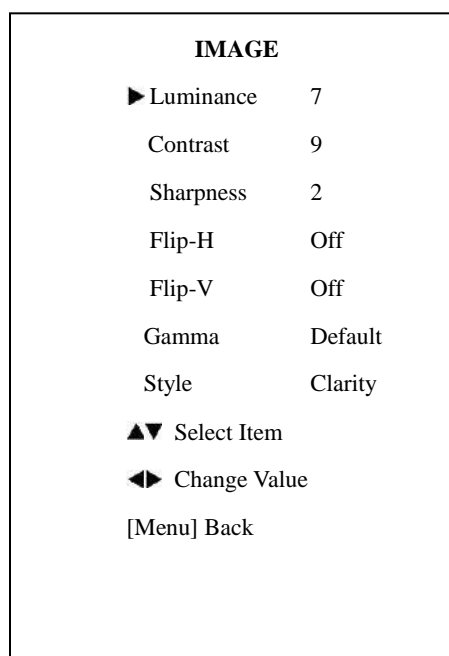 IMAGE
▶Luminance 7
Contrast 9
Sharpness 2
Flip-H Off
Flip-V Off
Gamma Default
Style Clarity
▲▼ Select Item
◀▶ Change Value
[Menu] Back